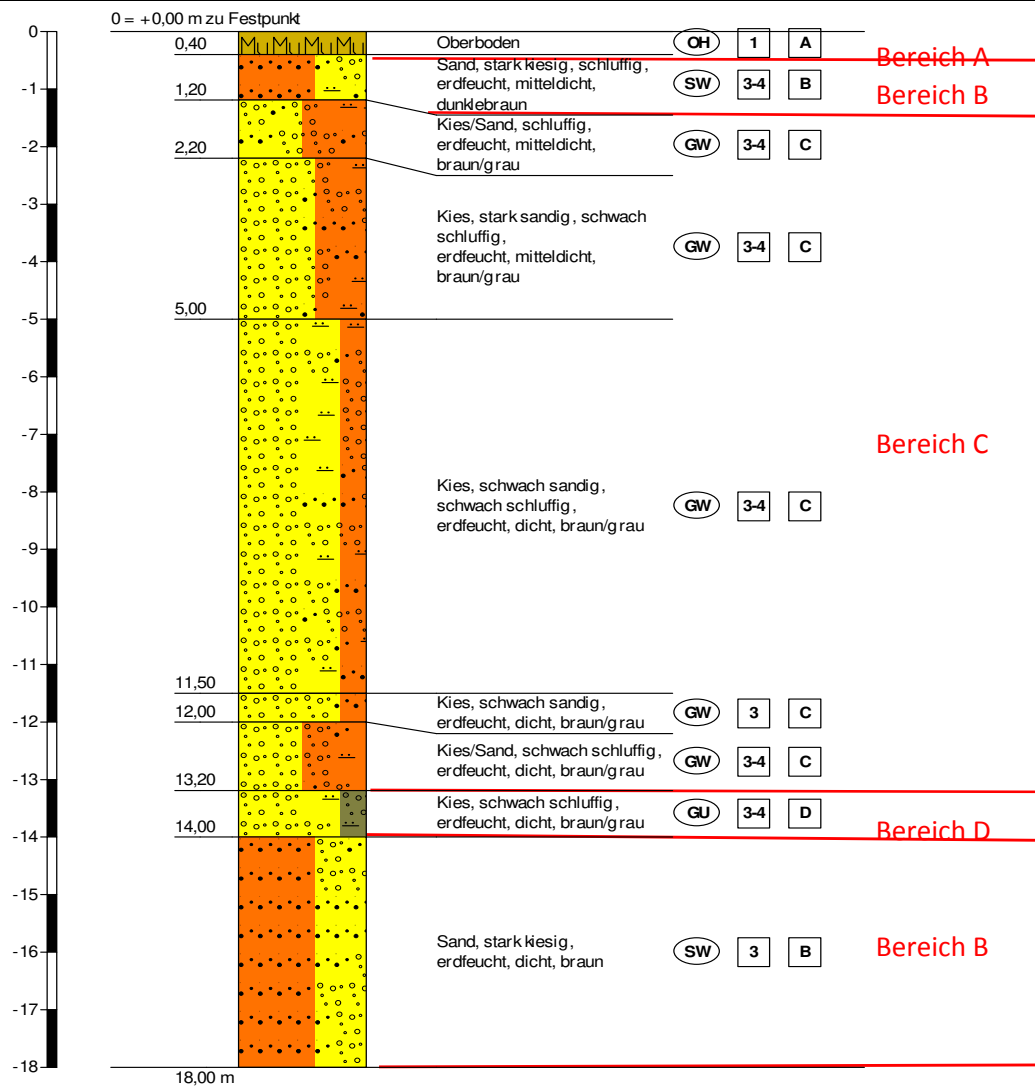 0 = +0,00 m zu Festpunkt
0
0,40
Oberboden
OH
1
A
Bereich A
-1
1,20
Sand, stark kiesig, schluffig,
erdfeucht, mitteldicht,
dunklebraun
SW
3-4
B
Bereich B
-2
2,20
Kies/Sand, schluffig,
erdfeucht, mitteldicht,
braun/grau
GW
3-4
C
-3
-4
-5
5,00
Kies, stark sandig, schwach
schluffig,
erdfeucht, mitteldicht,
braun/grau
GW
3-4
C
-6
-7
Bereich C
-8
-9
-10
-11
11,50
Kies, schwach sandig,
schwach schluffig,
erdfeucht, dicht, braun/grau
GW
3-4
C
-12
12,00
Kies, schwach sandig,
erdfeucht, dicht, braun/grau
GW
3
C
-13
13,20
Kies/Sand, schwach schluffig,
erdfeucht, dicht, braun/grau
GW
3-4
C
-14
14,00
Kies, schwach schluffig,
erdfeucht, dicht, braun/grau
GU
3-4
D
Bereich D
-15
-16
-17
-18
Sand, stark kiesig,
erdfeucht, dicht, braun
SW
3
B
Bereich B
18,00 m